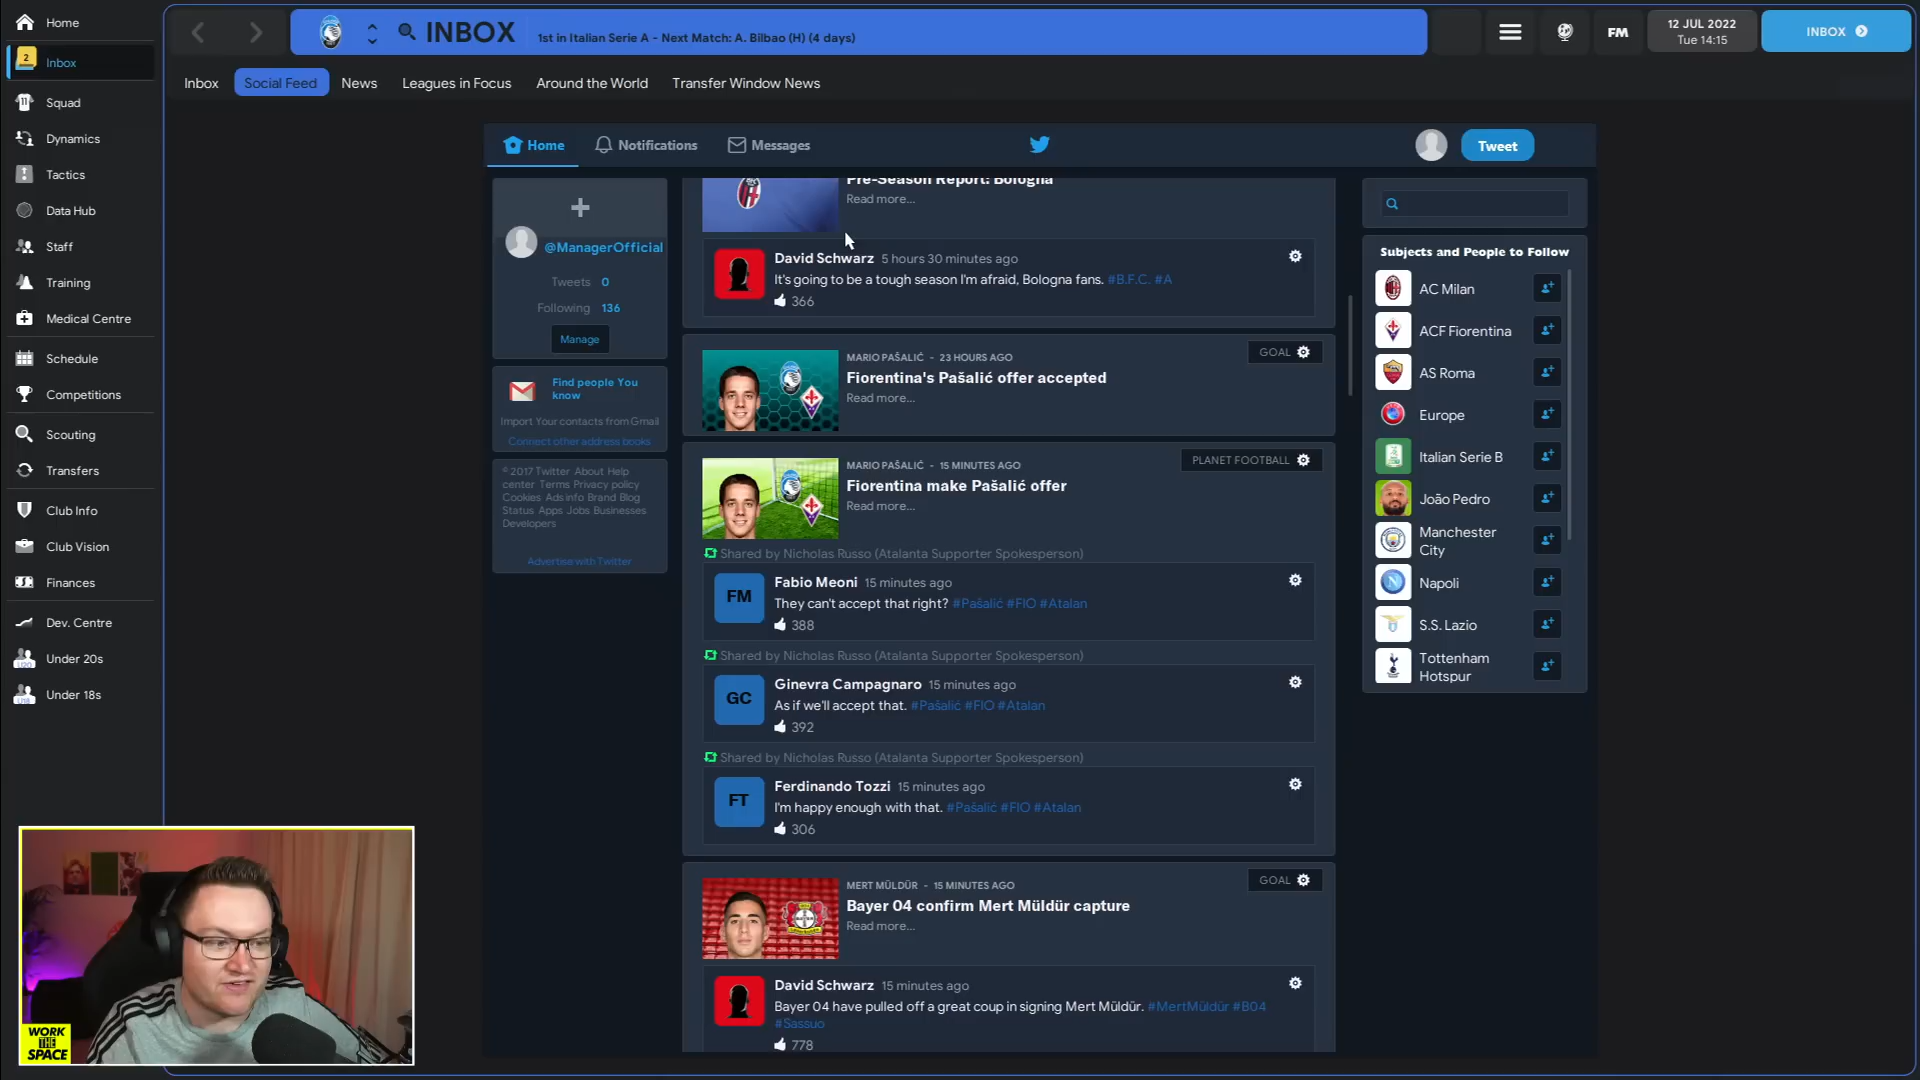 Home
2
Inbox
Squad
Dynamics
Tactics
Data Hub
Staff
Training
Medical Centre
Schedule
Competitions
Scouting
Transfers
Club Info
Club Vision
Finances
Dev. Centre
Under 20s
Under 18s
INBOX 1st in Italian Serie A - Next Match: A. Bilbao (H) (4 days)
FM
12 JUL 2022
Tue 14:15
INBOX
Inbox Social Feed News Leagues in Focus Around the World Transfer Window News
Home Notifications Messages Tweet
@ManagerOfficial
Tweets 0
Following 136
Manage
Find people You
know
Import Your contacts from Gmail
Connect other address books
© 2017 Twitter About Help
center Terms Privacy policy
Cookies Ads info Brand Blog
Status Apps Jobs Businesses
Developers
Advertise with Twitter
Pre-Season Report: Bologna
Read more...
David Schwarz 5 hours 30 minutes ago
It's going to be a tough season I'm afraid, Bologna fans. #B.F.C. #A
366
MARIO PAŠALIĆ - 23 HOURS AGO
GOAL
Fiorentina's Pašalić offer accepted
Read more...
MARIO PAŠALIĆ - 15 MINUTES AGO
PLANET FOOTBALL
Fiorentina make Pašalić offer
Read more...
Shared by Nicholas Russo (Atalanta Supporter Spokesperson)
FM
Fabio Meoni 15 minutes ago
They can't accept that right? #Pašalić #FIO #Atalan
388
Shared by Nicholas Russo (Atalanta Supporter Spokesperson)
GC
Ginevra Campagnaro 15 minutes ago
As if we'll accept that. #Pašalić #FIO #Atalan
392
Shared by Nicholas Russo (Atalanta Supporter Spokesperson)
FT
Ferdinando Tozzi 15 minutes ago
I'm happy enough with that. #Pašalić #FIO #Atalan
306
MERT MÜLDÜR - 15 MINUTES AGO
GOAL
Bayer 04 confirm Mert Müldür capture
Read more...
David Schwarz 15 minutes ago
Bayer 04 have pulled off a great coup in signing Mert Müldür. #MertMüldür #B04
#Sassuo
778
Subjects and People to Follow
AC Milan
ACF Fiorentina
AS Roma
Europe
Italian Serie B
João Pedro
Manchester
City
Napoli
S.S. Lazio
Tottenham
Hotspur
WORK
THE
SPACE